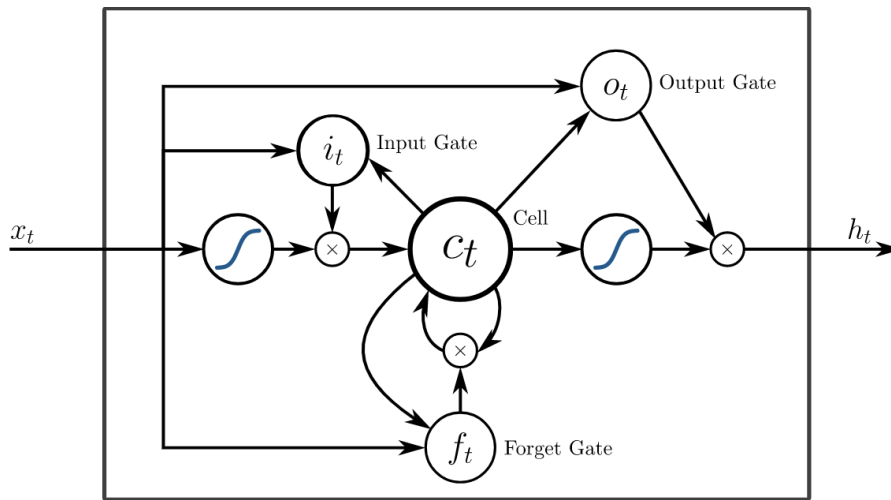 o_t Output Gate
i_t Input Gate
x_t
×
c_t
Cell
×
h_t
×
f_t Forget Gate